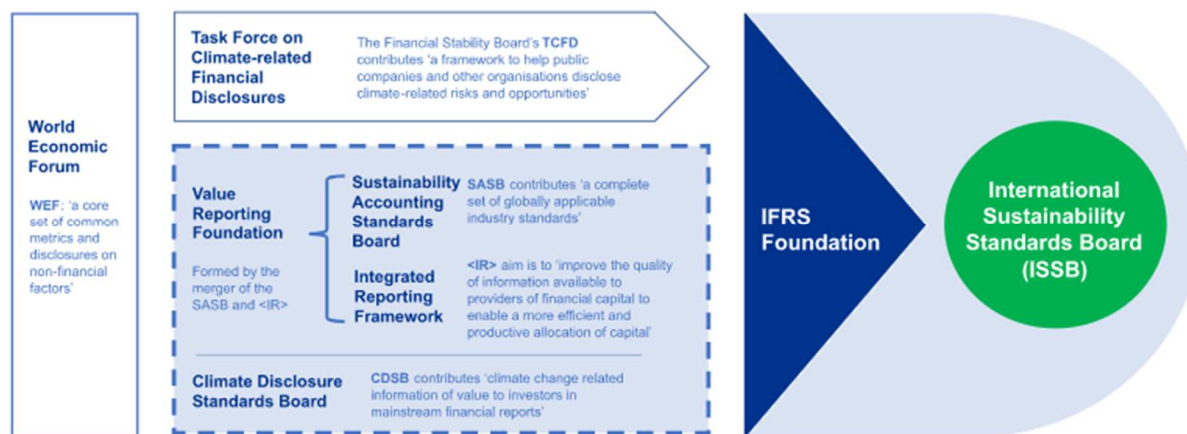 World
Economic
Forum
WEF: 'a core
set of common
metrics and
disclosures on
non-financial
factors'
Task Force on
Climate-related
Financial
Disclosures
The Financial Stability Board's TCFD
contributes 'a framework to help public
companies and other organisations disclose
climate-related risks and opportunities'
Value
Reporting
Foundation
Formed by the
merger of the
SASB and <IR>
Sustainability
Accounting
Standards
Board
SASB contributes 'a complete
set of globally applicable
industry standards'
Integrated
Reporting
Framework
<IR> aim is to 'improve the quality
of information available to
providers of financial capital to
enable a more efficient and
productive allocation of capital'
Climate Disclosure
Standards Board
CDSB contributes 'climate change related
information of value to investors in
mainstream financial reports'
IFRS
Foundation
International
Sustainability
Standards Board
(ISSB)